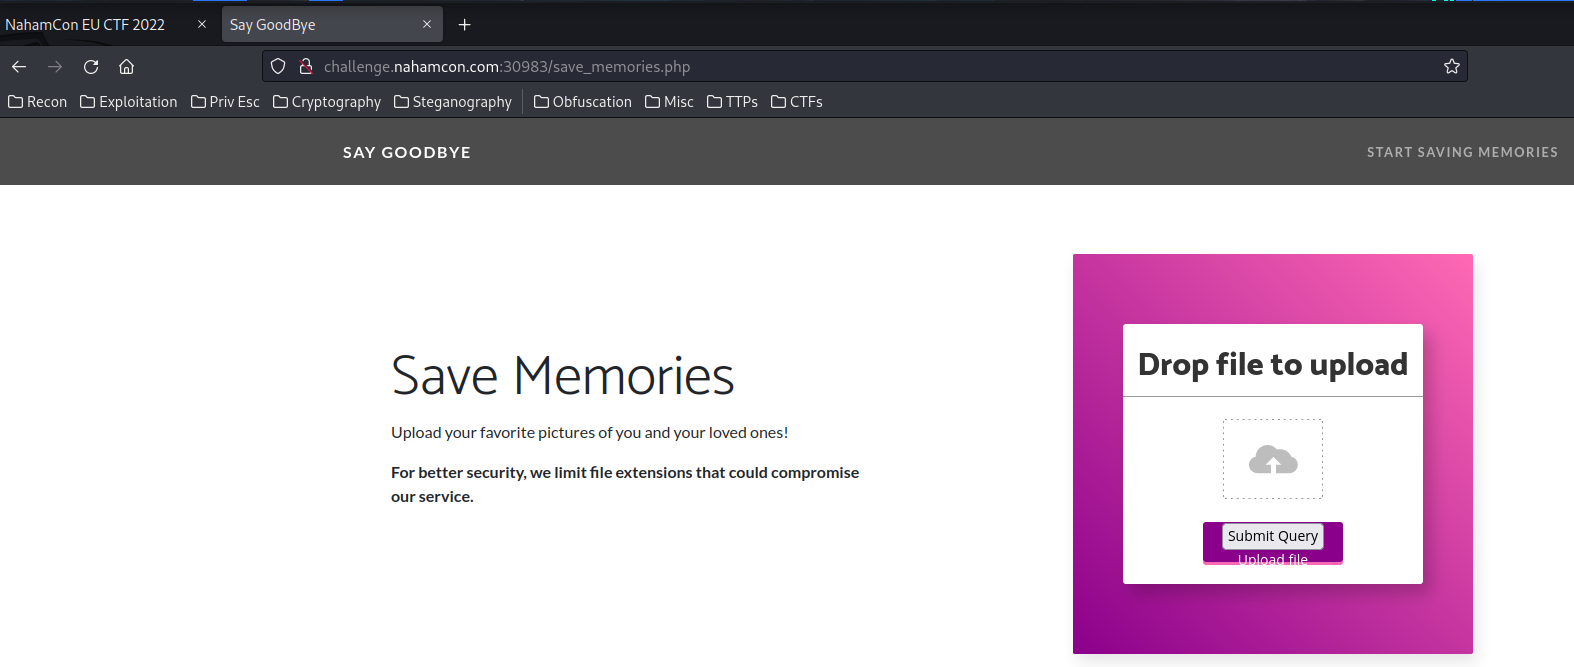 NahamCon EU CTF 2022
Say GoodBye
challenge.nahamcon.com:30983/save_memories.php
Recon Exploitation Priv Esc Cryptography Steganography Obfuscation Misc TTPs CTFs
SAY GOODBYE
START SAVING MEMORIES
Save Memories
Upload your favorite pictures of you and your loved ones!
For better security, we limit file extensions that could compromise
our service.
Drop file to upload
Submit Query
Upload file